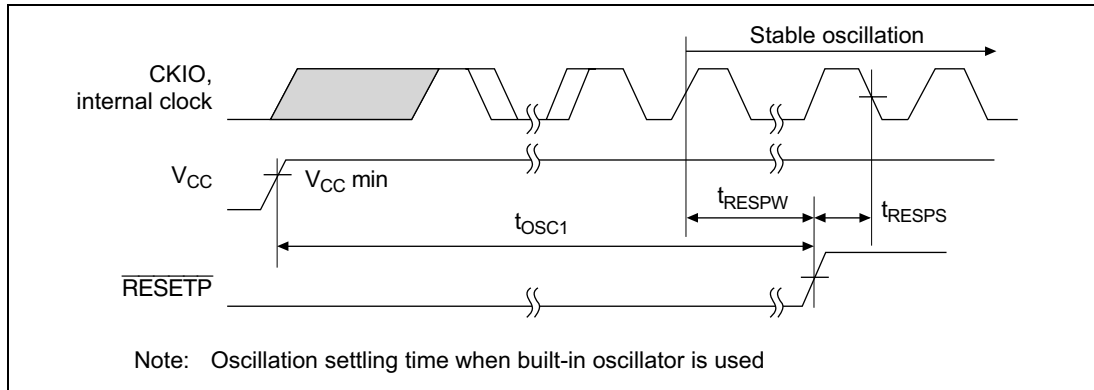 Stable oscillation
CKIO,
internal clock
VCC
VCC min
tRESPW
tRESPS
tOSC1
RESETP
Note: Oscillation settling time when built-in oscillator is used